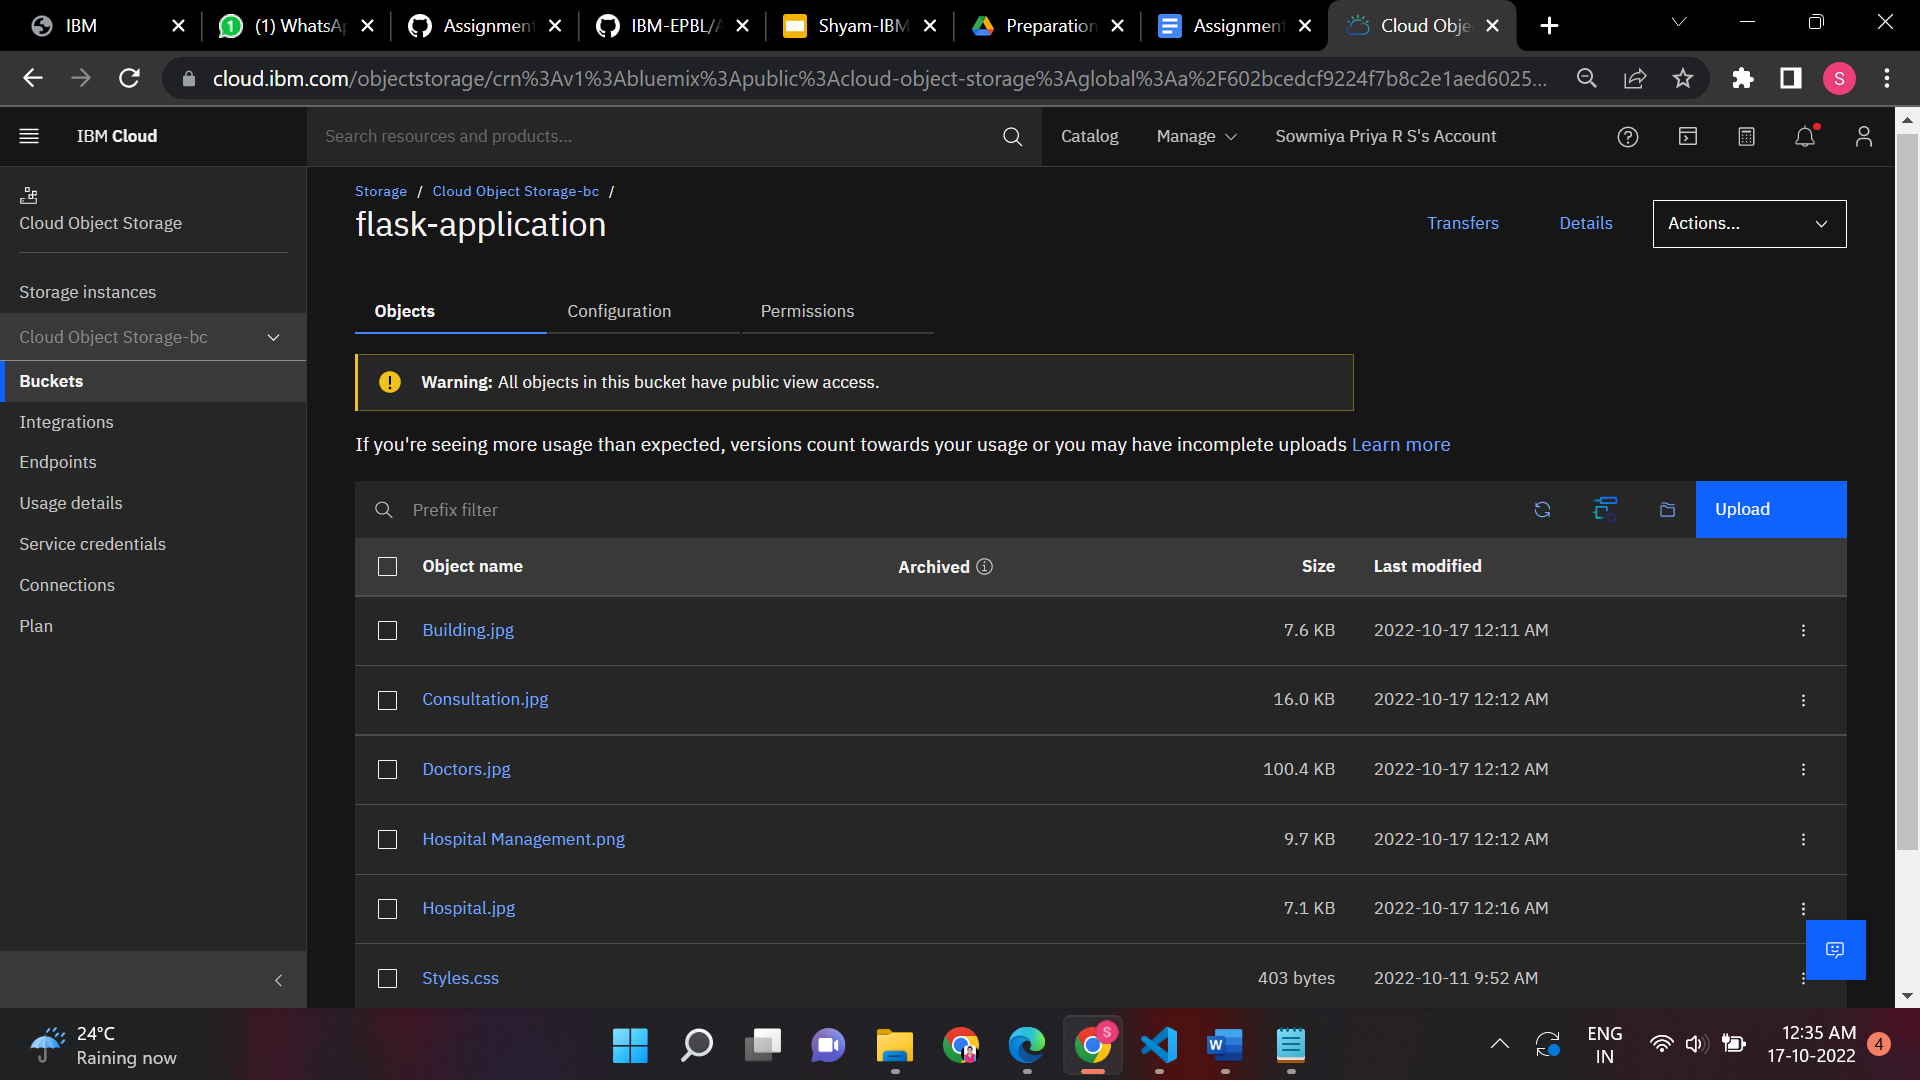 IBM
(1) WhatsAp
Assignmen
IBM-EPBL/A
Shyam-IBM
Preparation
Assignmen
Cloud Obje
cloud.ibm.com/objectstorage/crn%3Av1%3Abluemix%3Apublic%3Acloud-object-storage%3Aglobal%3Aa%2F602bcedcf9224f7b8c2e1aed6025...
S
IBM Cloud
Search resources and products...
Catalog
Manage
Sowmiya Priya R S's Account
Cloud Object Storage
Storage instances
Cloud Object Storage-bc
Buckets
Integrations
Endpoints
Usage details
Service credentials
Connections
Plan
Storage / Cloud Object Storage-bc /
flask-application
Transfers
Details
Actions...
Objects
Configuration
Permissions
Warning: All objects in this bucket have public view access.
If you're seeing more usage than expected, versions count towards your usage or you may have incomplete uploads Learn more
Prefix filter
Upload
Object name Archived Size Last modified
Building.jpg 7.6 KB 2022-10-17 12:11 AM
Consultation.jpg 16.0 KB 2022-10-17 12:12 AM
Doctors.jpg 100.4 KB 2022-10-17 12:12 AM
Hospital Management.png 9.7 KB 2022-10-17 12:12 AM
Hospital.jpg 7.1 KB 2022-10-17 12:16 AM
Styles.css 403 bytes 2022-10-11 9:52 AM
24°C
Raining now
S
W
ENG
IN
12:35 AM
17-10-2022
4